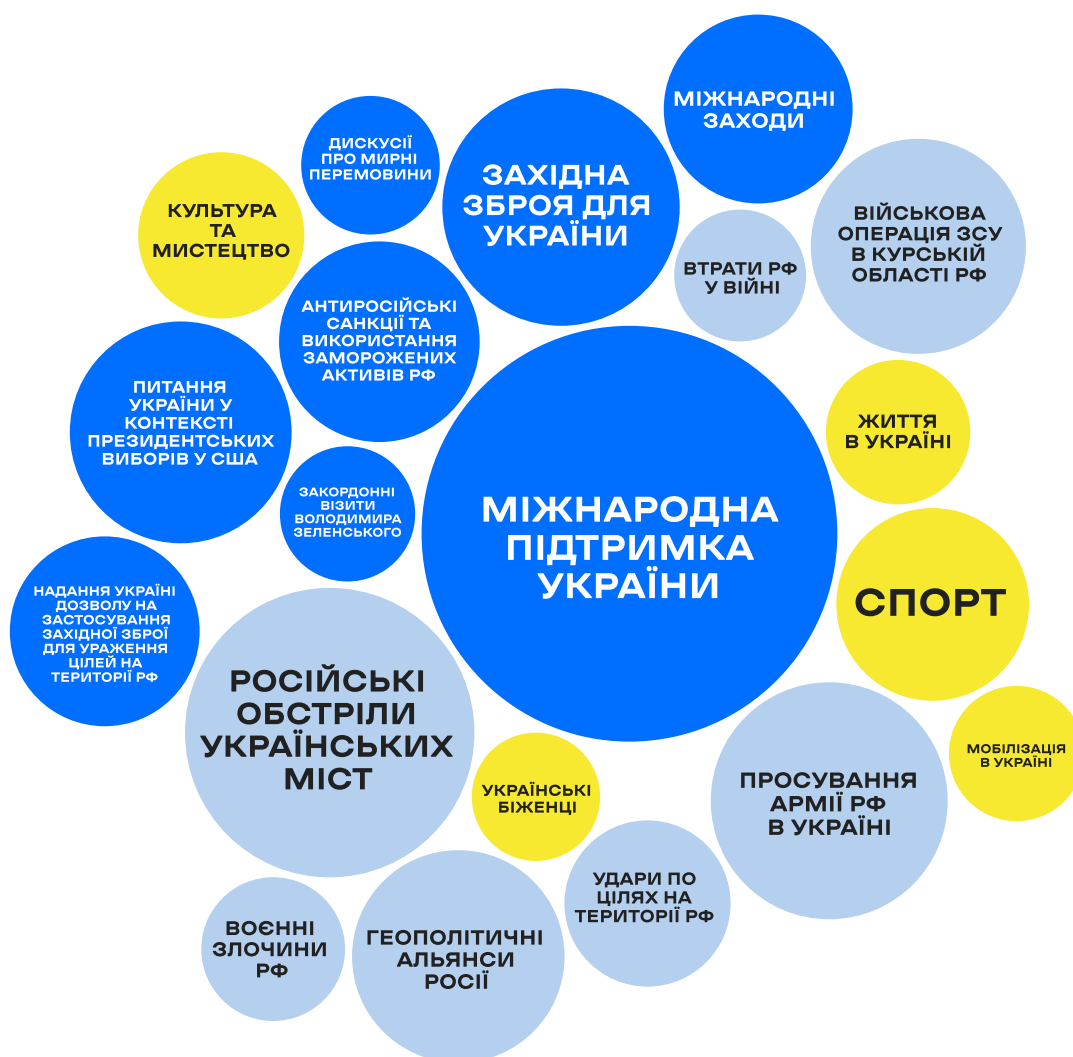 МІЖНАРОДНІ
ЗАХОДИ
ДИСКУСІЇ
ПРО МИРНІ
ПЕРЕМОВИНИ
ЗАХІДНА
ЗБРОЯ ДЛЯ
УКРАЇНИ
КУЛЬТУРА
ТА
МИСТЕЦТВО
ВІЙСЬКОВА
ОПЕРАЦІЯ ЗСУ
В КУРСЬКІЙ
ОБЛАСТІ РФ
ВТРАТИ РФ
У ВІЙНІ
АНТИРОСІЙСЬКІ
САНКЦІЇ ТА
ВИКОРИСТАННЯ
ЗАМОРОЖЕНИХ
АКТИВІВ РФ
ПИТАННЯ
УКРАЇНИ У
КОНТЕКСТІ
ПРЕЗИДЕНТСЬКИХ
ВИБОРІВ У США
ЖИТТЯ
В УКРАЇНІ
ЗАКОРДОННІ
ВІЗИТИ
ВОЛОДИМИРА
ЗЕЛЕНСЬКОГО
МІЖНАРОДНА
ПІДТРИМКА
УКРАЇНИ
НАДАННЯ УКРАЇНІ
ДОЗВОЛУ НА
ЗАСТОСУВАННЯ
ЗАХІДНОЇ ЗБРОЇ
ДЛЯ УРАЖЕННЯ
ЦІЛЕЙ НА
ТЕРИТОРІЇ РФ
СПОРТ
РОСІЙСЬКІ
ОБСТРІЛИ
УКРАЇНСЬКИХ
МІСТ
МОБІЛІЗАЦІЯ
В УКРАЇНІ
УКРАЇНСЬКІ
БІЖЕНЦІ
ПРОСУВАННЯ
АРМІЇ РФ
В УКРАЇНІ
УДАРИ ПО
ЦІЛЯХ НА
ТЕРИТОРІЇ РФ
ВОЄННІ
ЗЛОЧИНИ
РФ
ГЕОПОЛІТИЧНІ
АЛЬЯНСИ
РОСІЇ